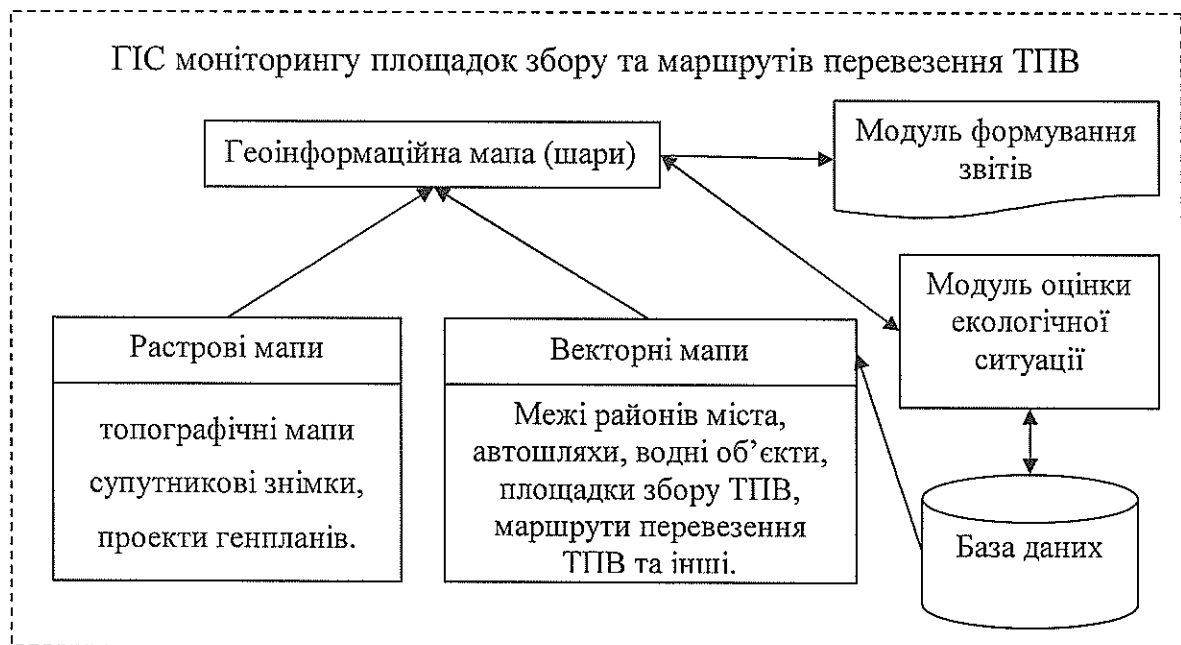 ГІС моніторингу площадок збору та маршрутів перевезення ТПВ
Геоінформаційна мапа (шари)
Модуль формування
звітів
Модуль оцінки
екологічної
ситуації
Растрові мапи
топографічні мапи
супутникові знімки,
проекти генпланів.
Векторні мапи
Межі районів міста,
автошляхи, водні об’єкти,
площадки збору ТПВ,
маршрути перевезення
ТПВ та інші.
База даних